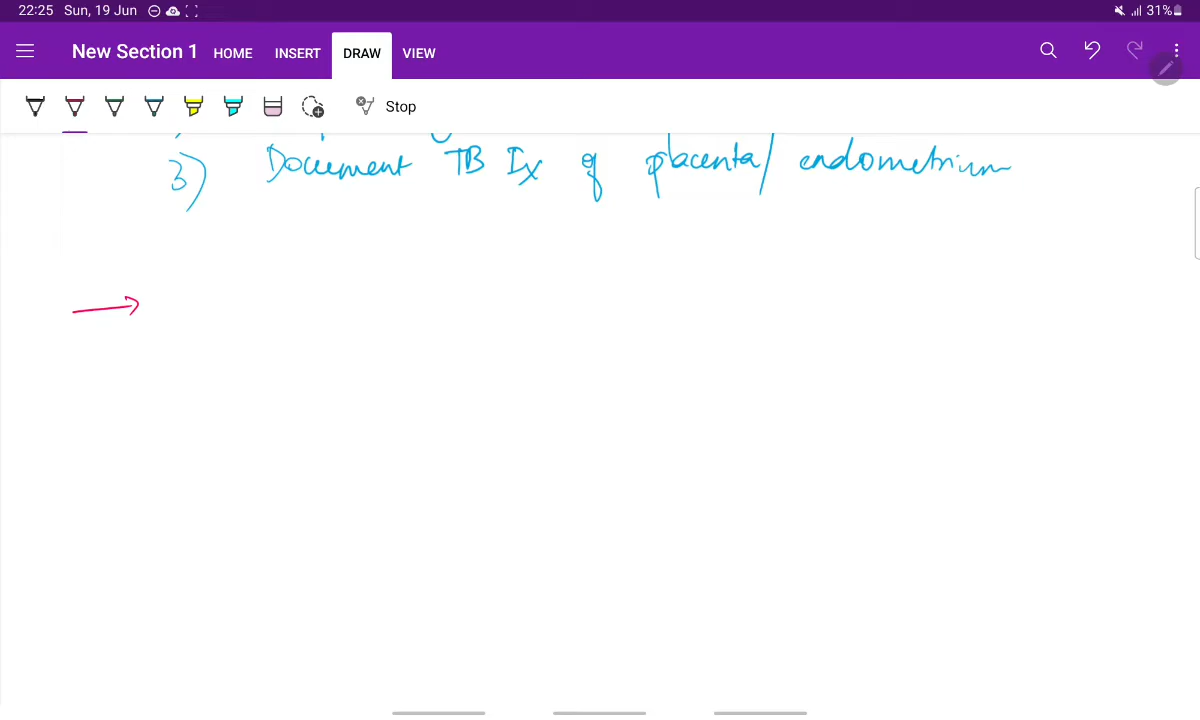 22:25 Sun, 19 Jun 31%
New Section 1 HOME INSERT DRAW VIEW
Stop
3) Document TB Ix of placenta/ endometrium